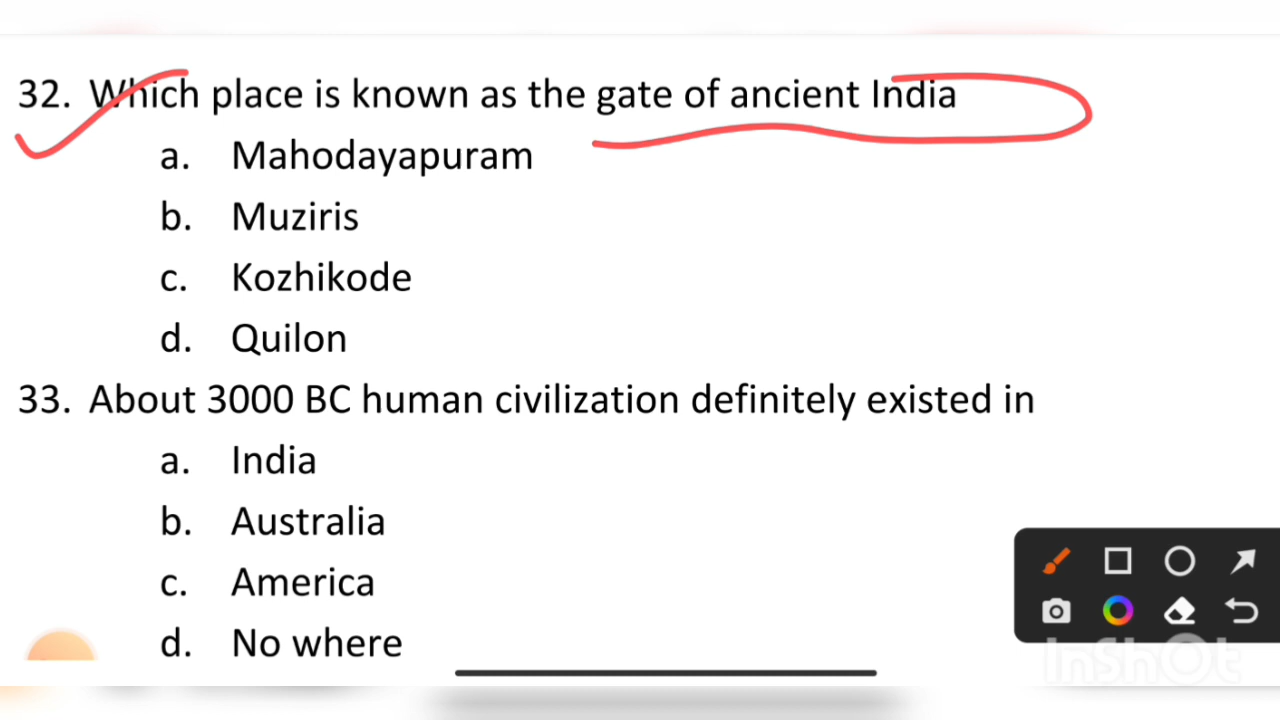 32. Which place is known as the gate of ancient India
a. Mahodayapuram
b. Muziris
c. Kozhikode
d. Quilon
33. About 3000 BC human civilization definitely existed in
a. India
b. Australia
c. America
d. No where
InShOt